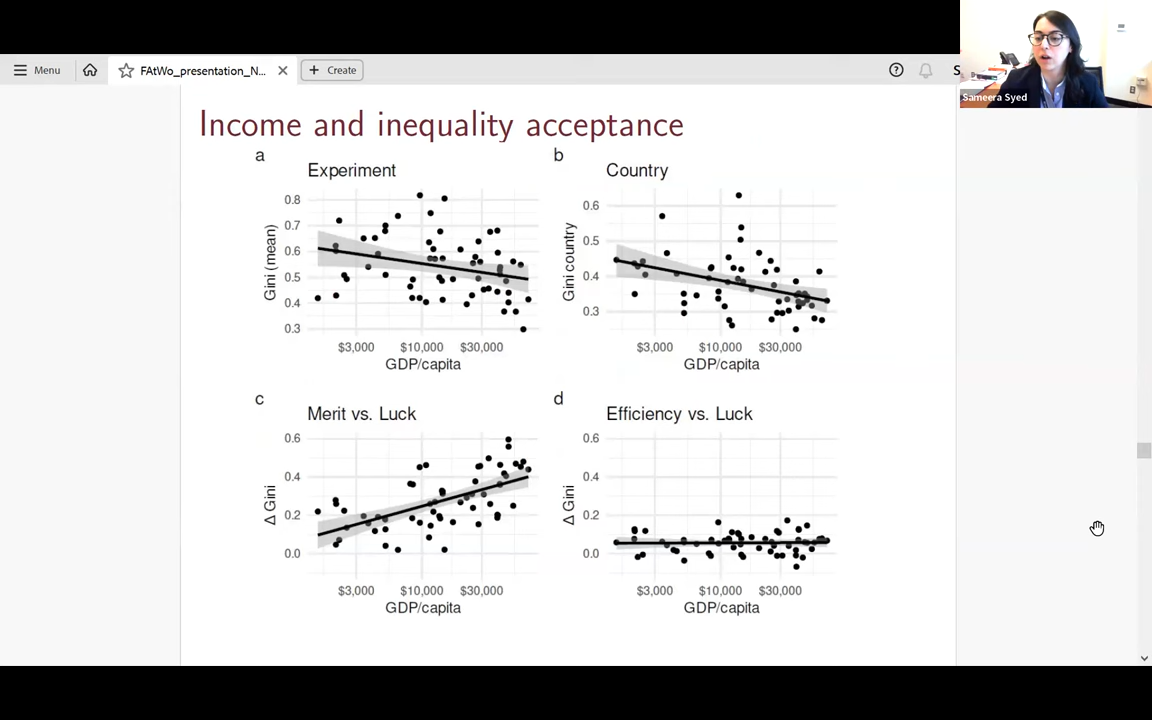 Menu
FAtWo_presentation_N...
+ Create
S
Sameera Syed
Income and inequality acceptance
a
Experiment
0.8
0.7
0.6
0.5
0.4
0.3
Gini (mean)
$3,000
$10,000
$30,000
GDP/capita
b
Country
0.6
0.5
0.4
0.3
Gini country
$3,000
$10,000
$30,000
GDP/capita
c
Merit vs. Luck
0.6
0.4
0.2
0.0
Δ Gini
$3,000
$10,000
$30,000
GDP/capita
d
Efficiency vs. Luck
0.6
0.4
0.2
0.0
Δ Gini
$3,000
$10,000
$30,000
GDP/capita